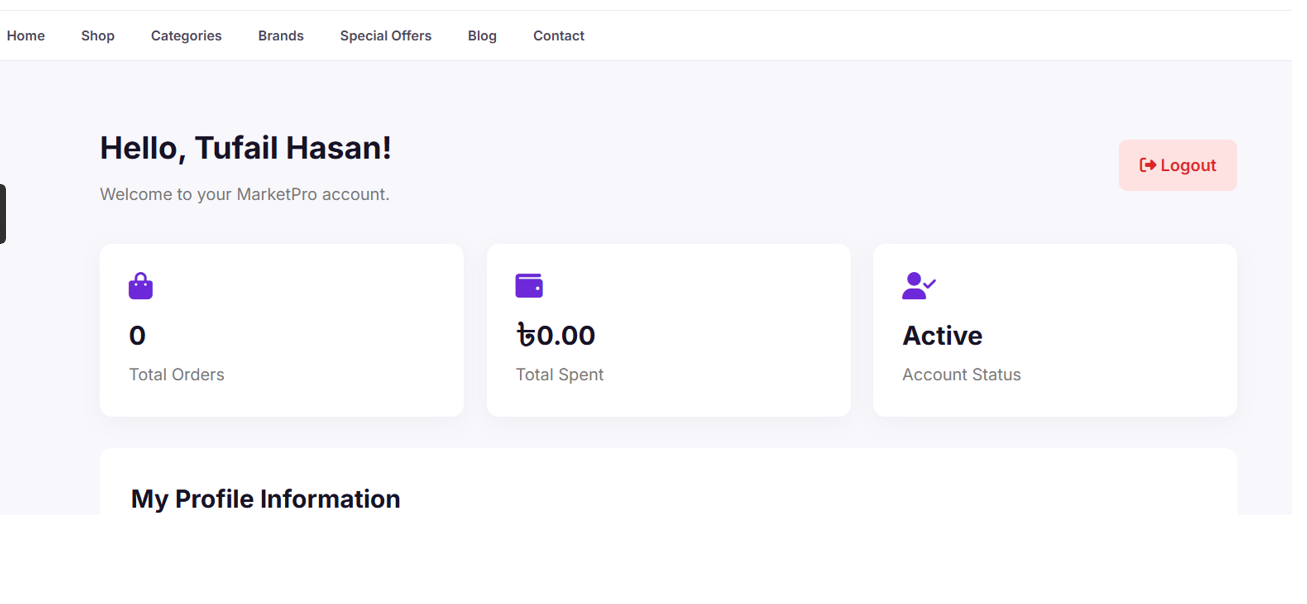 Home Shop Categories Brands Special Offers Blog Contact
Hello, Tufail Hasan!
Welcome to your MarketPro account.
Logout
0
Total Orders
৳0.00
Total Spent
Active
Account Status
My Profile Information